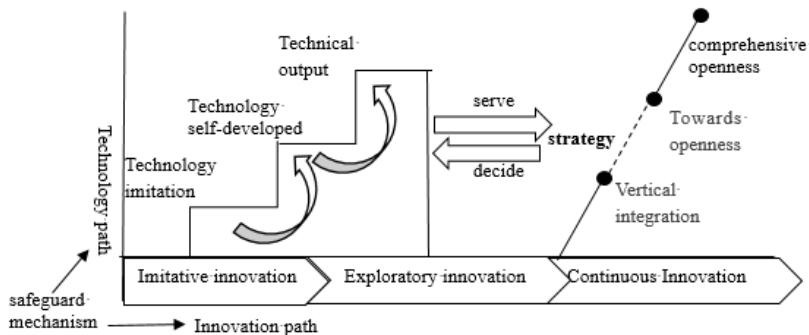 Technical
output
comprehensive
openness
Technology
self-developed
serve
Towards
openness
strategy
Technology
imitation
decide
Vertical
integration
Technology path
Imitative innovation
Exploratory innovation
Continuous Innovation
safeguard
mechanism
Innovation path